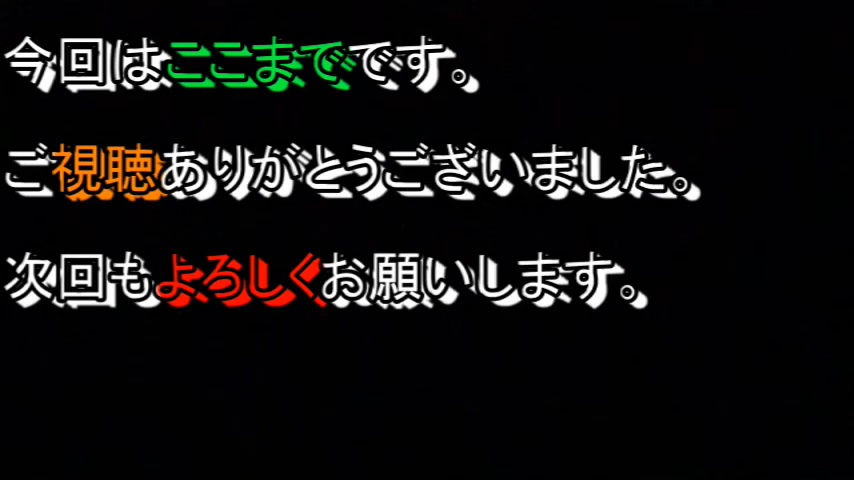 今回はここまでです。
ご視聴ありがとうございました。
次回もよろしくお願いします。